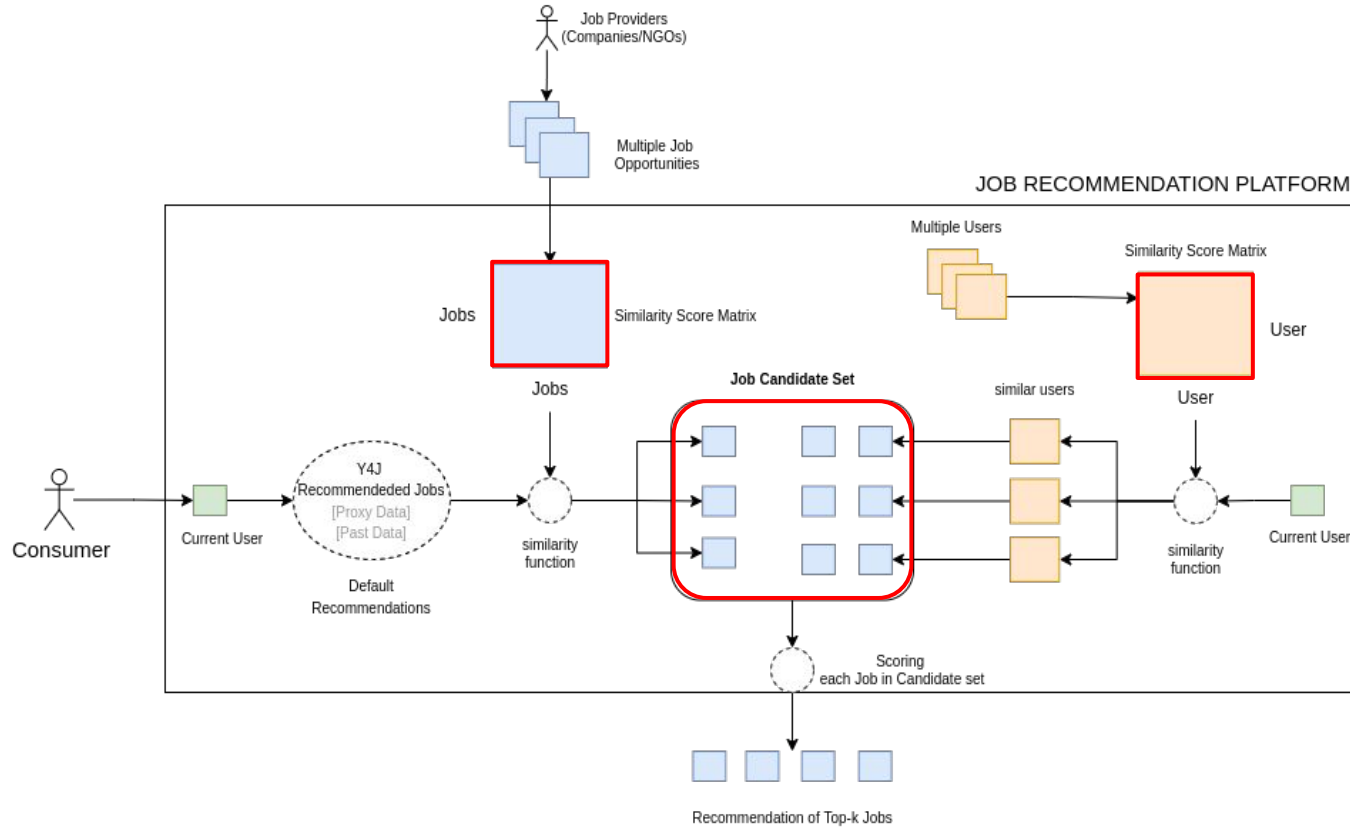 Job Providers
(Companies/NGOs)
Multiple Job
Opportunities
JOB RECOMMENDATION PLATFORM
Multiple Users
Similarity Score Matrix
Jobs
Similarity Score Matrix
User
Jobs
Job Candidate Set
similar users
User
Y4J
Recommendeded Jobs
[Proxy Data]
[Past Data]
Consumer
Current User
similarity
function
similarity
function
Current User
Default
Recommendations
Scoring
each Job in Candidate set
Recommendation of Top-k Jobs